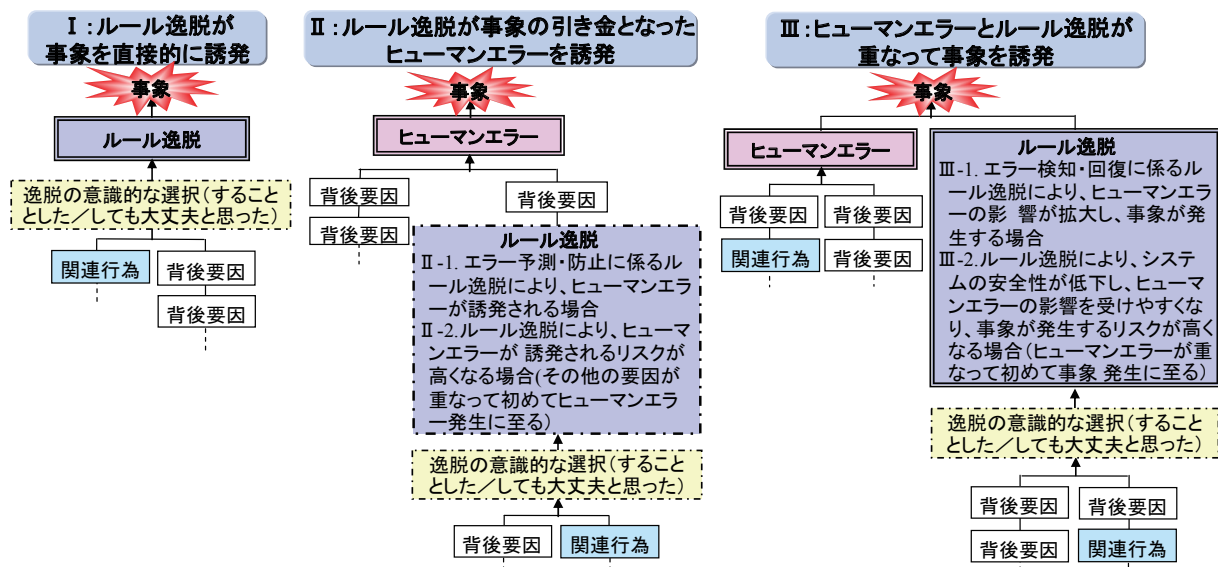 Ⅰ:ルール逸脱が
事象を直接的に誘発
事象
ルール逸脱
逸脱の意識的な選択(すること
とした/しても大丈夫と思った)
関連行為
背後要因
背後要因
Ⅱ:ルール逸脱が事象の引き金となった
ヒューマンエラーを誘発
事象
ヒューマンエラー
背後要因
背後要因
背後要因
ルール逸脱
Ⅱ-1. エラー予測・防止に係るル
ール逸脱により、ヒューマンエラ
ーが誘発される場合
Ⅱ-2.ルール逸脱により、ヒューマ
ンエラーが 誘発されるリスクが
高くなる場合(その他の要因が
重なって初めてヒューマンエラ
ー発生に至る)
逸脱の意識的な選択(すること
とした/しても大丈夫と思った)
背後要因
関連行為
Ⅲ:ヒューマンエラーとルール逸脱が
重なって事象を誘発
事象
ヒューマンエラー
背後要因
背後要因
関連行為
背後要因
ルール逸脱
Ⅲ-1. エラー検知・回復に係るル
ール逸脱により、ヒューマンエラ
ーの影 響が拡大し、事象が発
生する場合
Ⅲ-2.ルール逸脱により、システ
ムの安全性が低下し、ヒューマ
ンエラーの影響を受けやすくな
り、事象が発生するリスクが高く
なる場合(ヒューマンエラーが重
なって初めて事象 発生に至る)
逸脱の意識的な選択(すること
とした/しても大丈夫と思った)
背後要因
背後要因
背後要因
関連行為